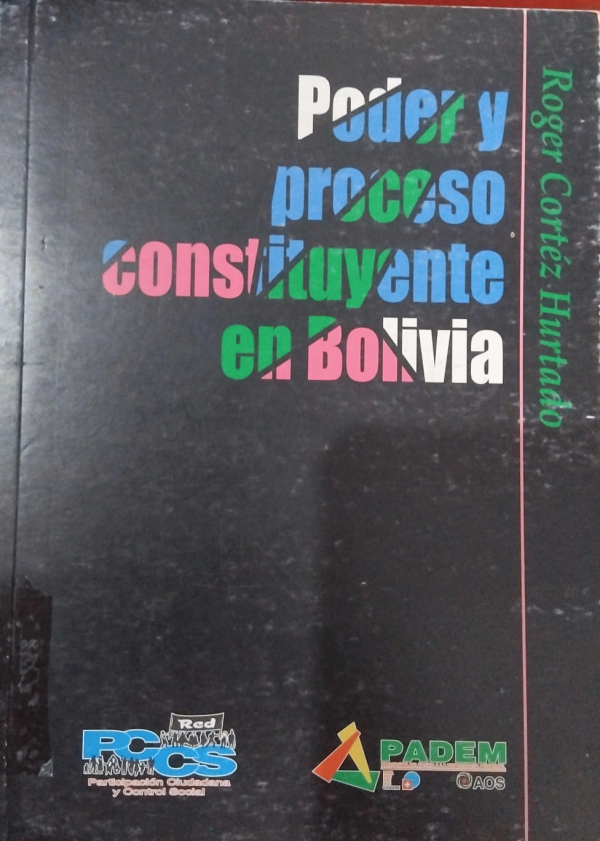 Poder y
proceso
constituyente
en Bolivia
Roger Cortéz Hurtado
Red
PCCS
Participación Ciudadana
y Control Social
PADEM
AOS